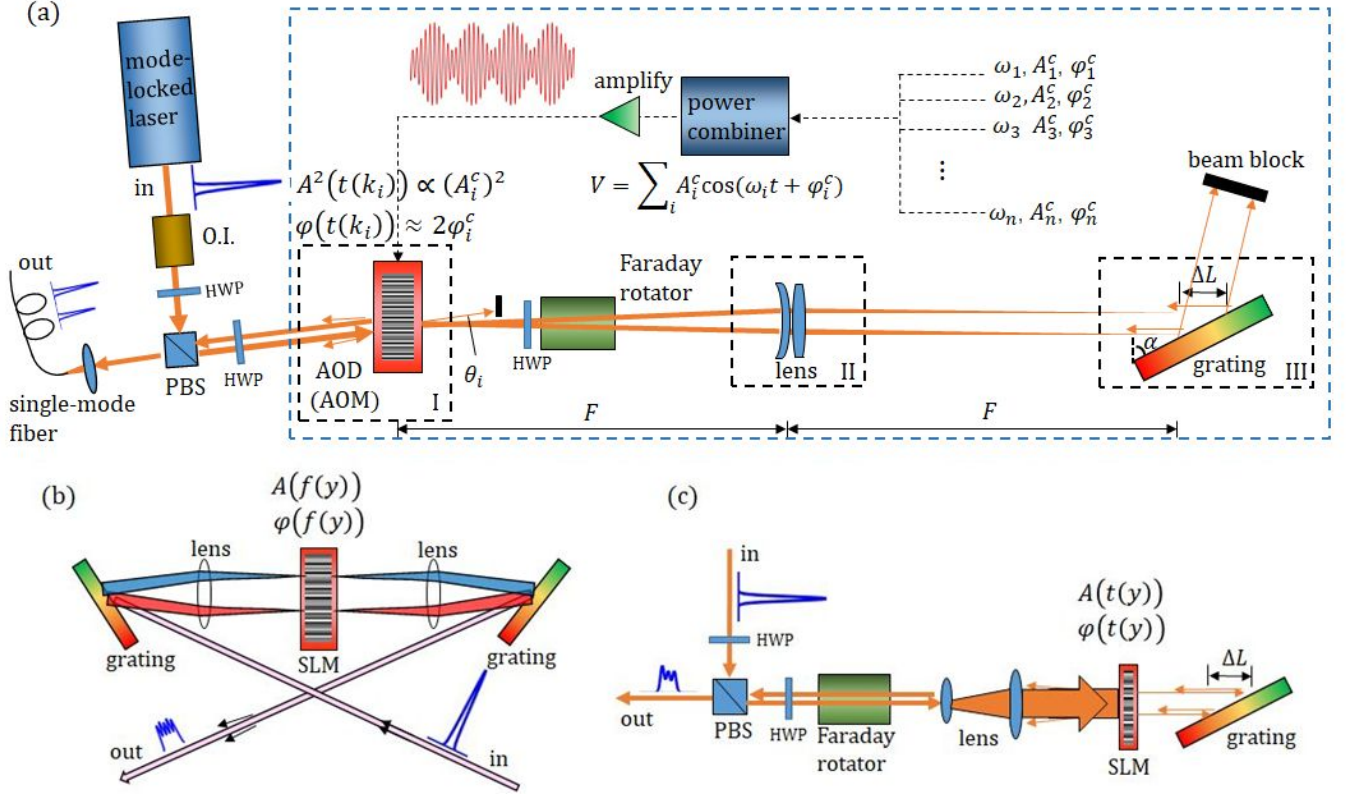 (a)
mode-
locked
laser
in
O.I.
out
HWP
PBS
HWP
single-mode
fiber
A²(t(kᵢ)) ∝ (Aᵢᶜ)²
φ(t(kᵢ)) ≈ 2φᵢᶜ
AOD
(AOM)
I
amplify
power
combiner
V = ∑ᵢ Aᵢᶜcos(ωᵢt + φᵢᶜ)
ω₁, A₁ᶜ, φ₁ᶜ
ω₂, A₂ᶜ, φ₂ᶜ
ω₃ A₃ᶜ, φ₃ᶜ
⋮
ωₙ, Aₙᶜ, φₙᶜ
θᵢ
HWP
Faraday
rotator
lens
II
beam block
ΔL
α
grating
III
F
F
(b)
A(f(y))
φ(f(y))
lens
lens
grating
SLM
grating
out
in
(c)
in
HWP
out
PBS
HWP
Faraday
rotator
lens
A(t(y))
φ(t(y))
SLM
ΔL
grating